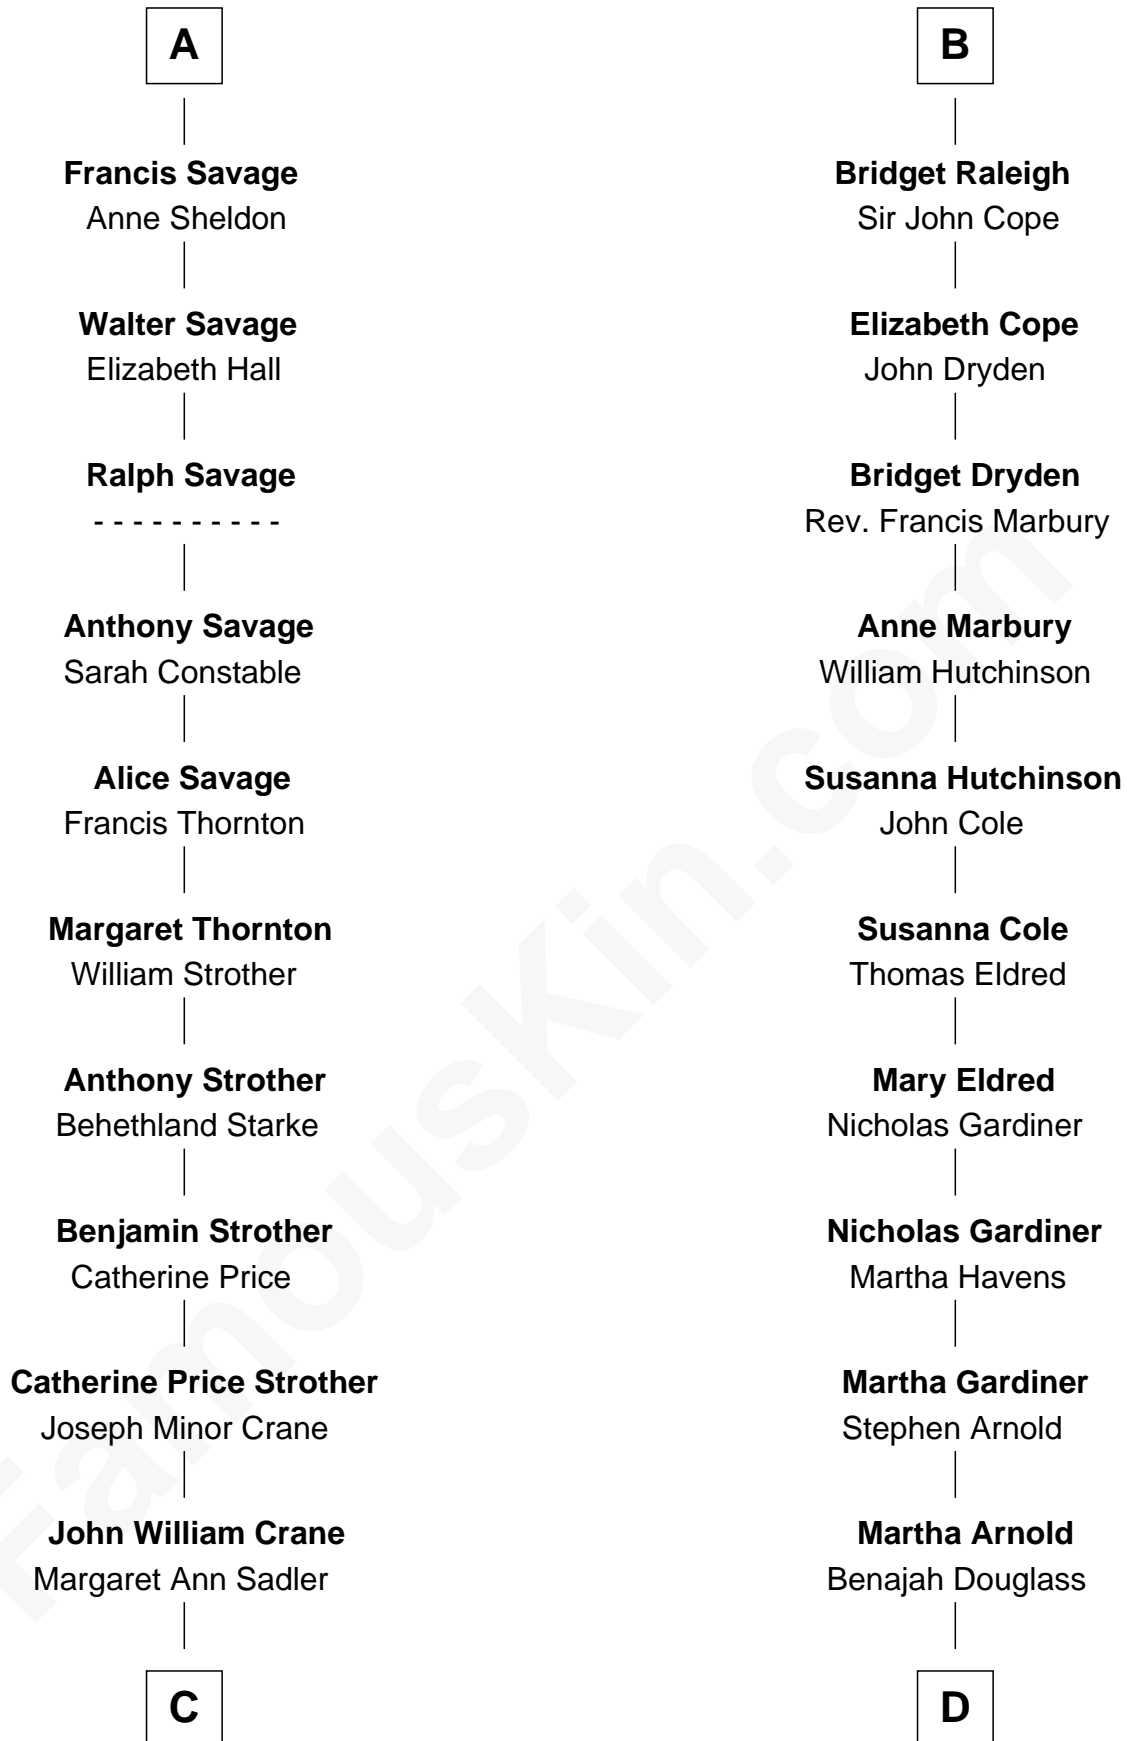 A
Francis Savage
Anne Sheldon
Walter Savage
Elizabeth Hall
Ralph Savage
- - - - - - - - - -
Anthony Savage
Sarah Constable
Alice Savage
Francis Thornton
Margaret Thornton
William Strother
Anthony Strother
Behethland Starke
Benjamin Strother
Catherine Price
Catherine Price Strother
Joseph Minor Crane
John William Crane
Margaret Ann Sadler
C
B
Bridget Raleigh
Sir John Cope
Elizabeth Cope
John Dryden
Bridget Dryden
Rev. Francis Marbury
Anne Marbury
William Hutchinson
Susanna Hutchinson
John Cole
Susanna Cole
Thomas Eldred
Mary Eldred
Nicholas Gardiner
Nicholas Gardiner
Martha Havens
Martha Gardiner
Stephen Arnold
Martha Arnold
Benajah Douglass
D
FamousKin.com